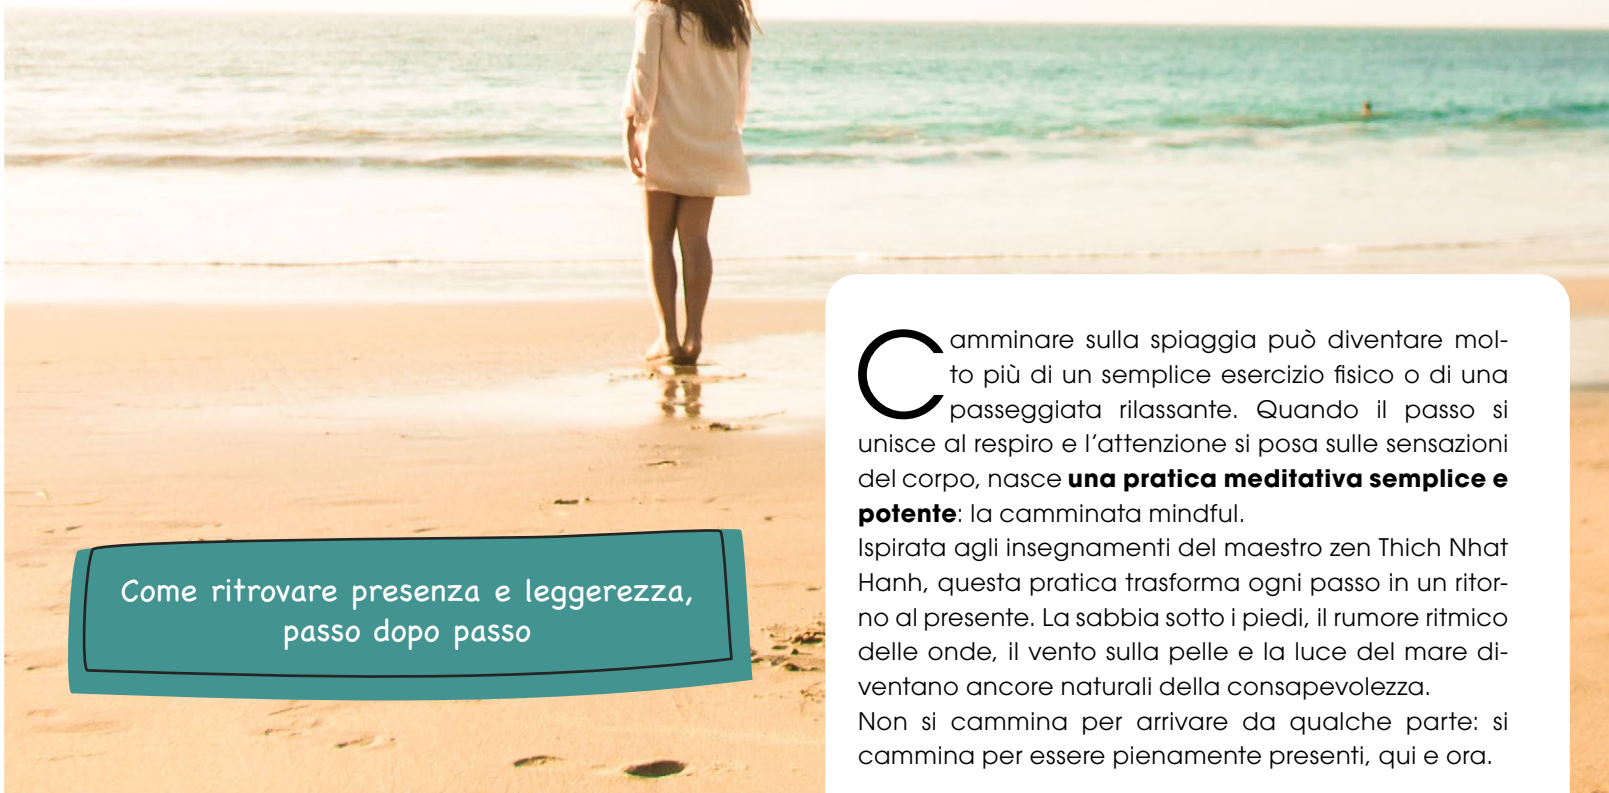 Come ritrovare presenza e leggerezza,
passo dopo passo
Camminare sulla spiaggia può diventare mol-
to più di un semplice esercizio fisico o di una
passeggiata rilassante. Quando il passo si
unisce al respiro e l’attenzione si posa sulle sensazioni
del corpo, nasce una pratica meditativa semplice e
potente: la camminata mindful.
Ispirata agli insegnamenti del maestro zen Thich Nhat
Hanh, questa pratica trasforma ogni passo in un ritor-
no al presente. La sabbia sotto i piedi, il rumore ritmico
delle onde, il vento sulla pelle e la luce del mare di-
ventano ancore naturali della consapevolezza.
Non si cammina per arrivare da qualche parte: si
cammina per essere pienamente presenti, qui e ora.